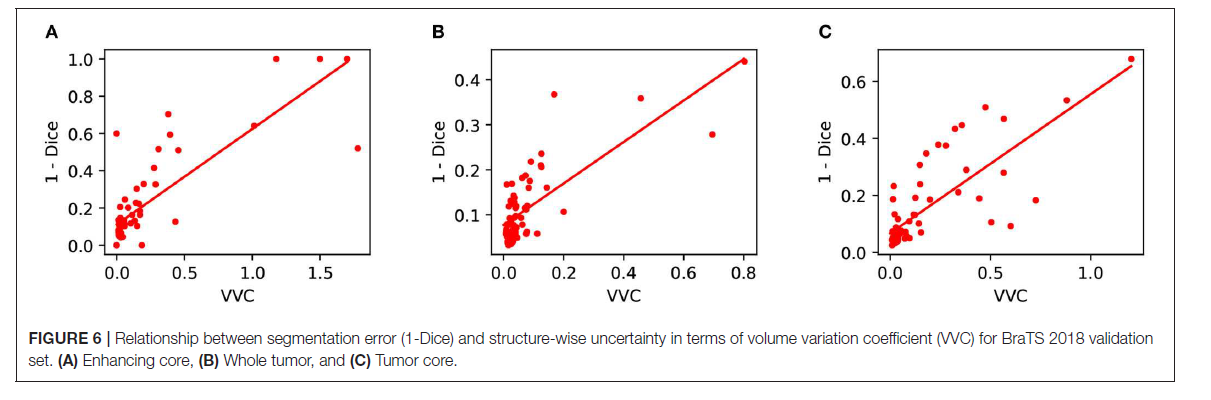 A
B
C
1.0
0.8
0.6
0.4
0.2
0.0
1 - Dice
0.0 0.5 1.0 1.5
VVC
0.4
0.3
0.2
0.1
1 - Dice
0.0 0.2 0.4 0.6 0.8
VVC
0.6
0.4
0.2
0.0
1 - Dice
0.0 0.5 1.0
VVC
FIGURE 6 | Relationship between segmentation error (1-Dice) and structure-wise uncertainty in terms of volume variation coefficient (VVC) for BraTS 2018 validation
set. (A) Enhancing core, (B) Whole tumor, and (C) Tumor core.